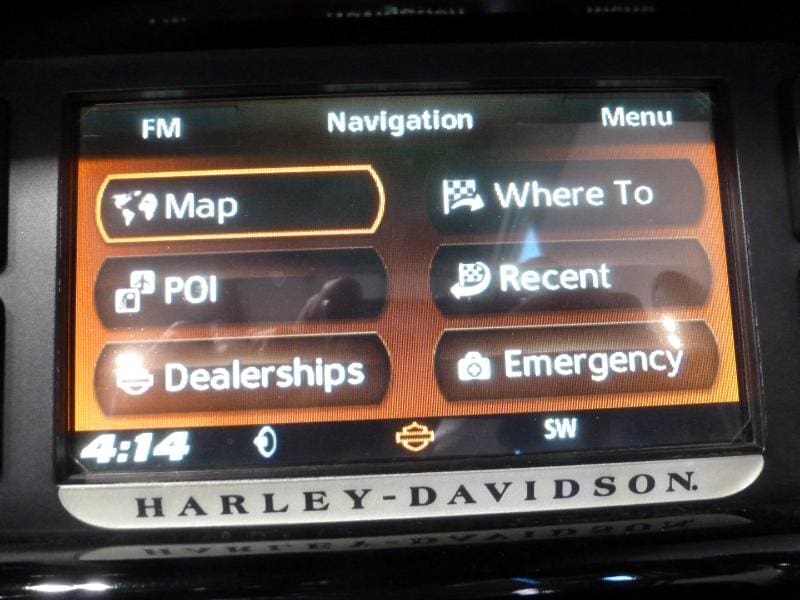 FM Navigation Menu
Map
Where To
POI
Recent
Dealerships
Emergency
4:14 SW
HARLEY-DAVIDSON.